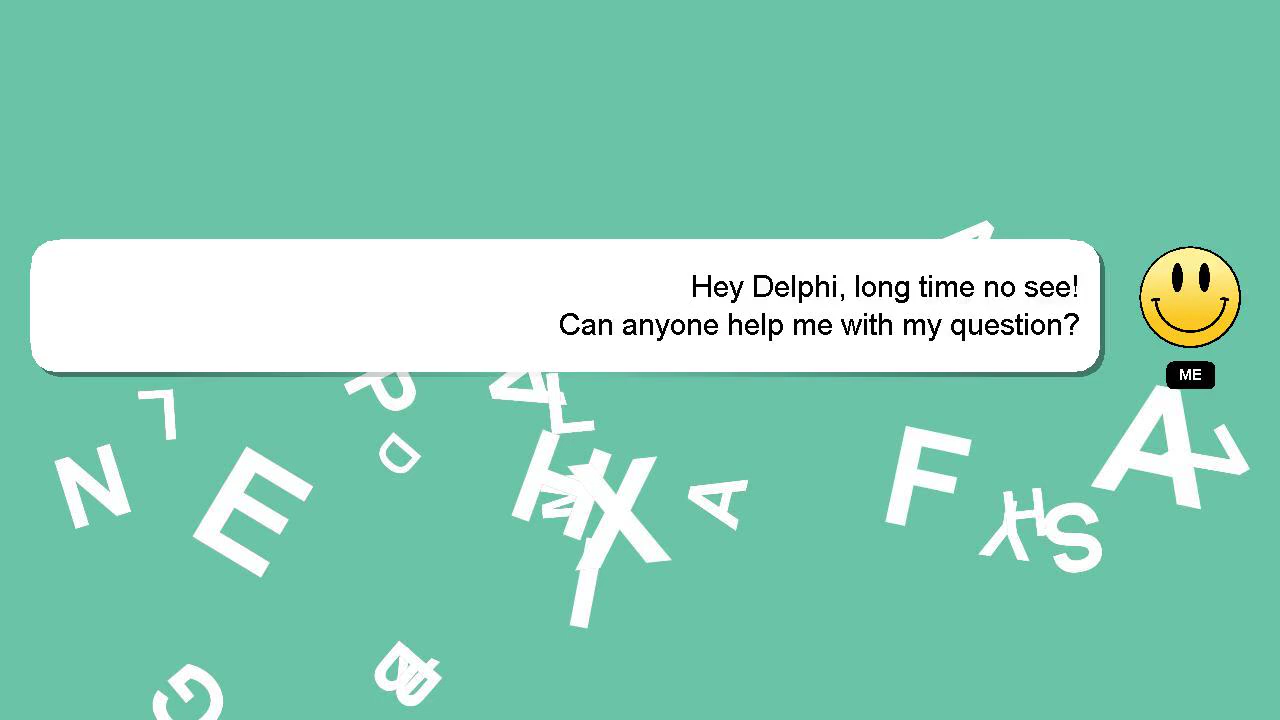 Hey Delphi, long time no see!
Can anyone help me with my question?
ME
L
P
A
L
N
E
D
H
X
A
F
A
H
S
I
G
B